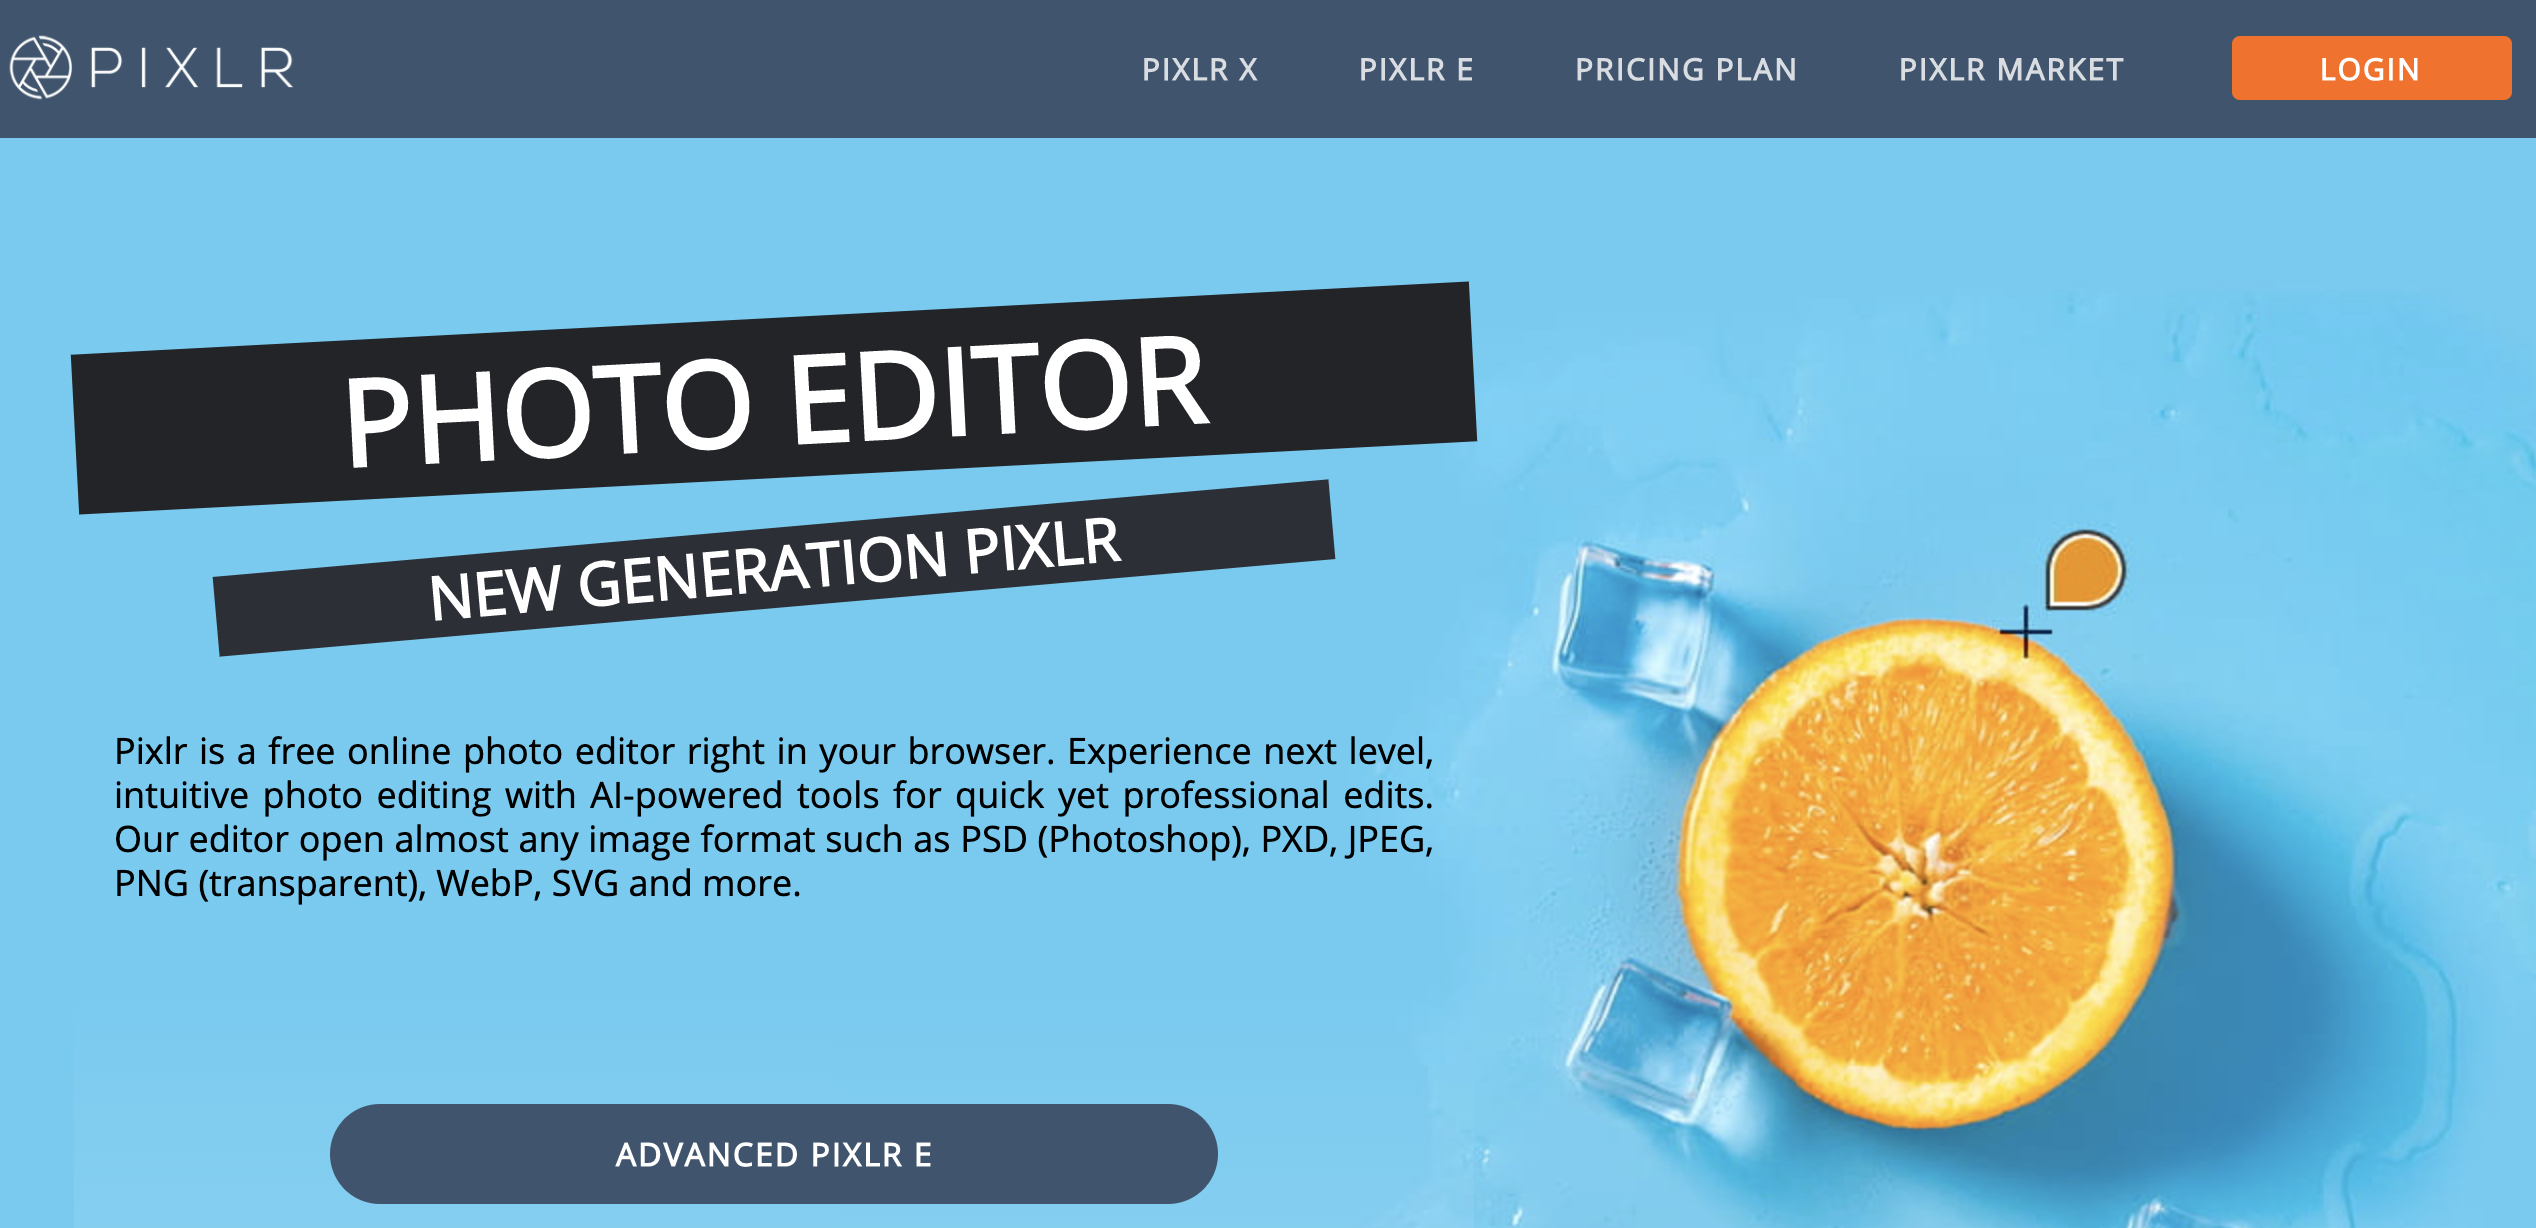 PIXLR
PIXLR X
PIXLR E
PRICING PLAN
PIXLR MARKET
LOGIN
PHOTO EDITOR
NEW GENERATION PIXLR
Pixlr is a free online photo editor right in your browser. Experience next level,
intuitive photo editing with AI-powered tools for quick yet professional edits.
Our editor open almost any image format such as PSD (Photoshop), PXD, JPEG,
PNG (transparent), WebP, SVG and more.
ADVANCED PIXLR E